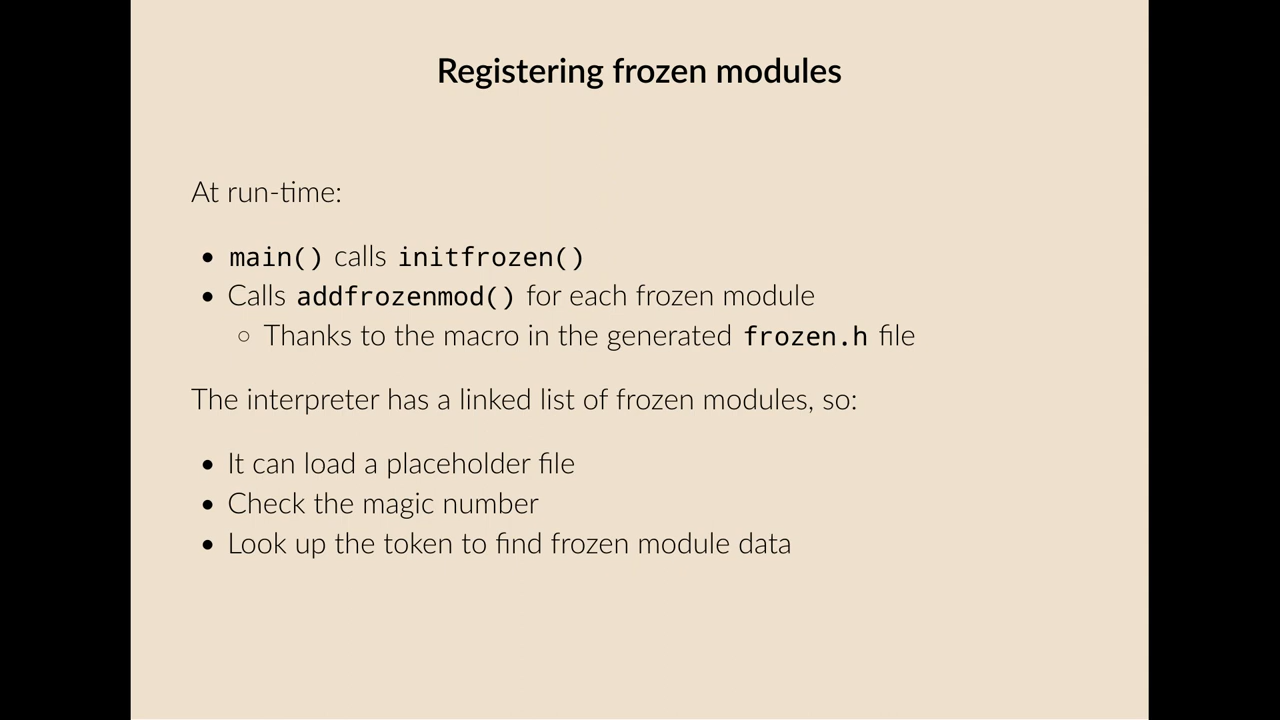 Registering frozen modules
At run-time:
• main() calls initfrozen()
• Calls addfrozenmod() for each frozen module
◦ Thanks to the macro in the generated frozen.h file
The interpreter has a linked list of frozen modules, so:
• It can load a placeholder file
• Check the magic number
• Look up the token to find frozen module data